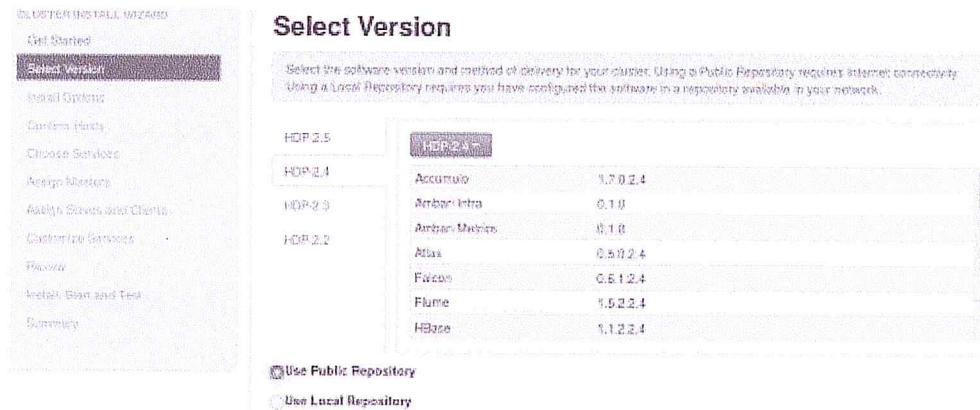 CLUSTER INSTALL WIZARD
Get Started
Select Version
Install Options
Confirm Hosts
Choose Services
Assign Masters
Assign Slaves and Clients
Customize Services
Review
Install, Start and Test
Summary
Select Version
Select the software version and method of delivery for your cluster. Using a Public Repository requires Internet connectivity.
Using a Local Repository requires you have configured the software in a repository available in your network.
HDP-2.5
HDP-2.4
HDP-2.3
HDP-2.2
HDP-2.4
Accumulo 1.7.0.2.4
Ambari Infra 0.1.0
Ambari Metrics 0.1.0
Atlas 0.5.0.2.4
Falcon 0.6.1.2.4
Flume 1.5.2.2.4
HBase 1.1.2.2.4
Use Public Repository
Use Local Repository